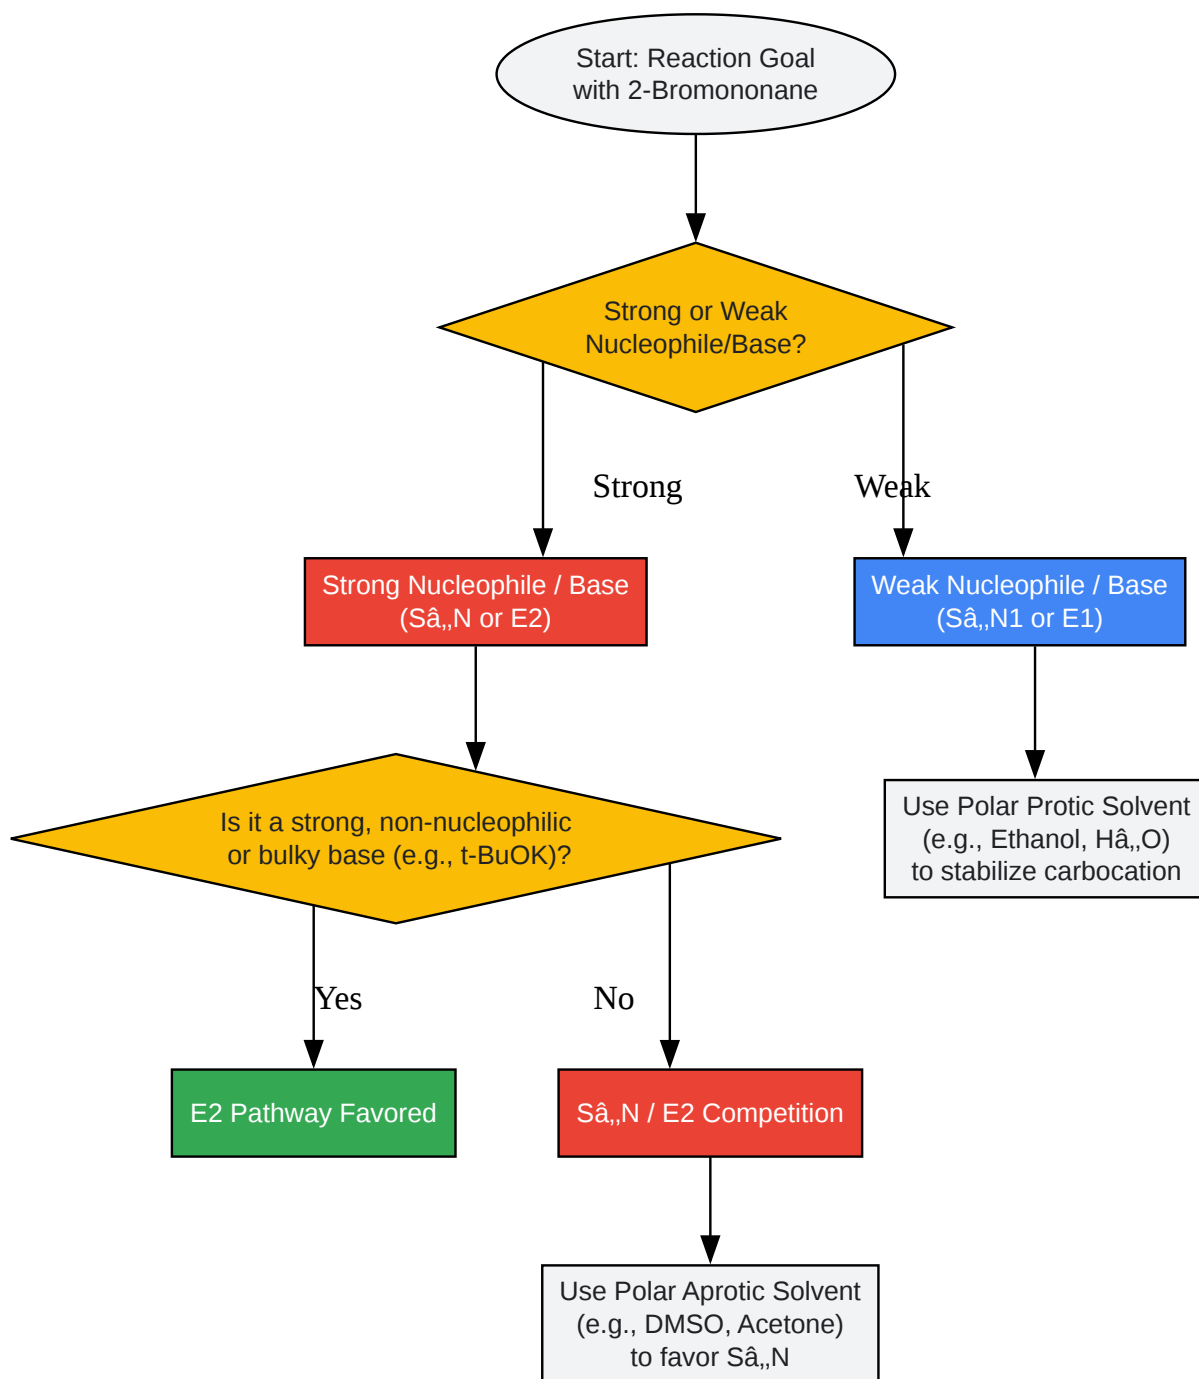 Start: Reaction Goal
with 2-Bromononane
Strong or Weak
Nucleophile/Base?
Strong
Weak
Strong Nucleophile / Base
(Sâ„N or E2)
Weak Nucleophile / Base
(Sâ„N1 or E1)
Is it a strong, non-nucleophilic
or bulky base (e.g., t-BuOK)?
Use Polar Protic Solvent
(e.g., Ethanol, Hâ„O)
to stabilize carbocation
Yes
No
E2 Pathway Favored
Sâ„N / E2 Competition
Use Polar Aprotic Solvent
(e.g., DMSO, Acetone)
to favor Sâ„N